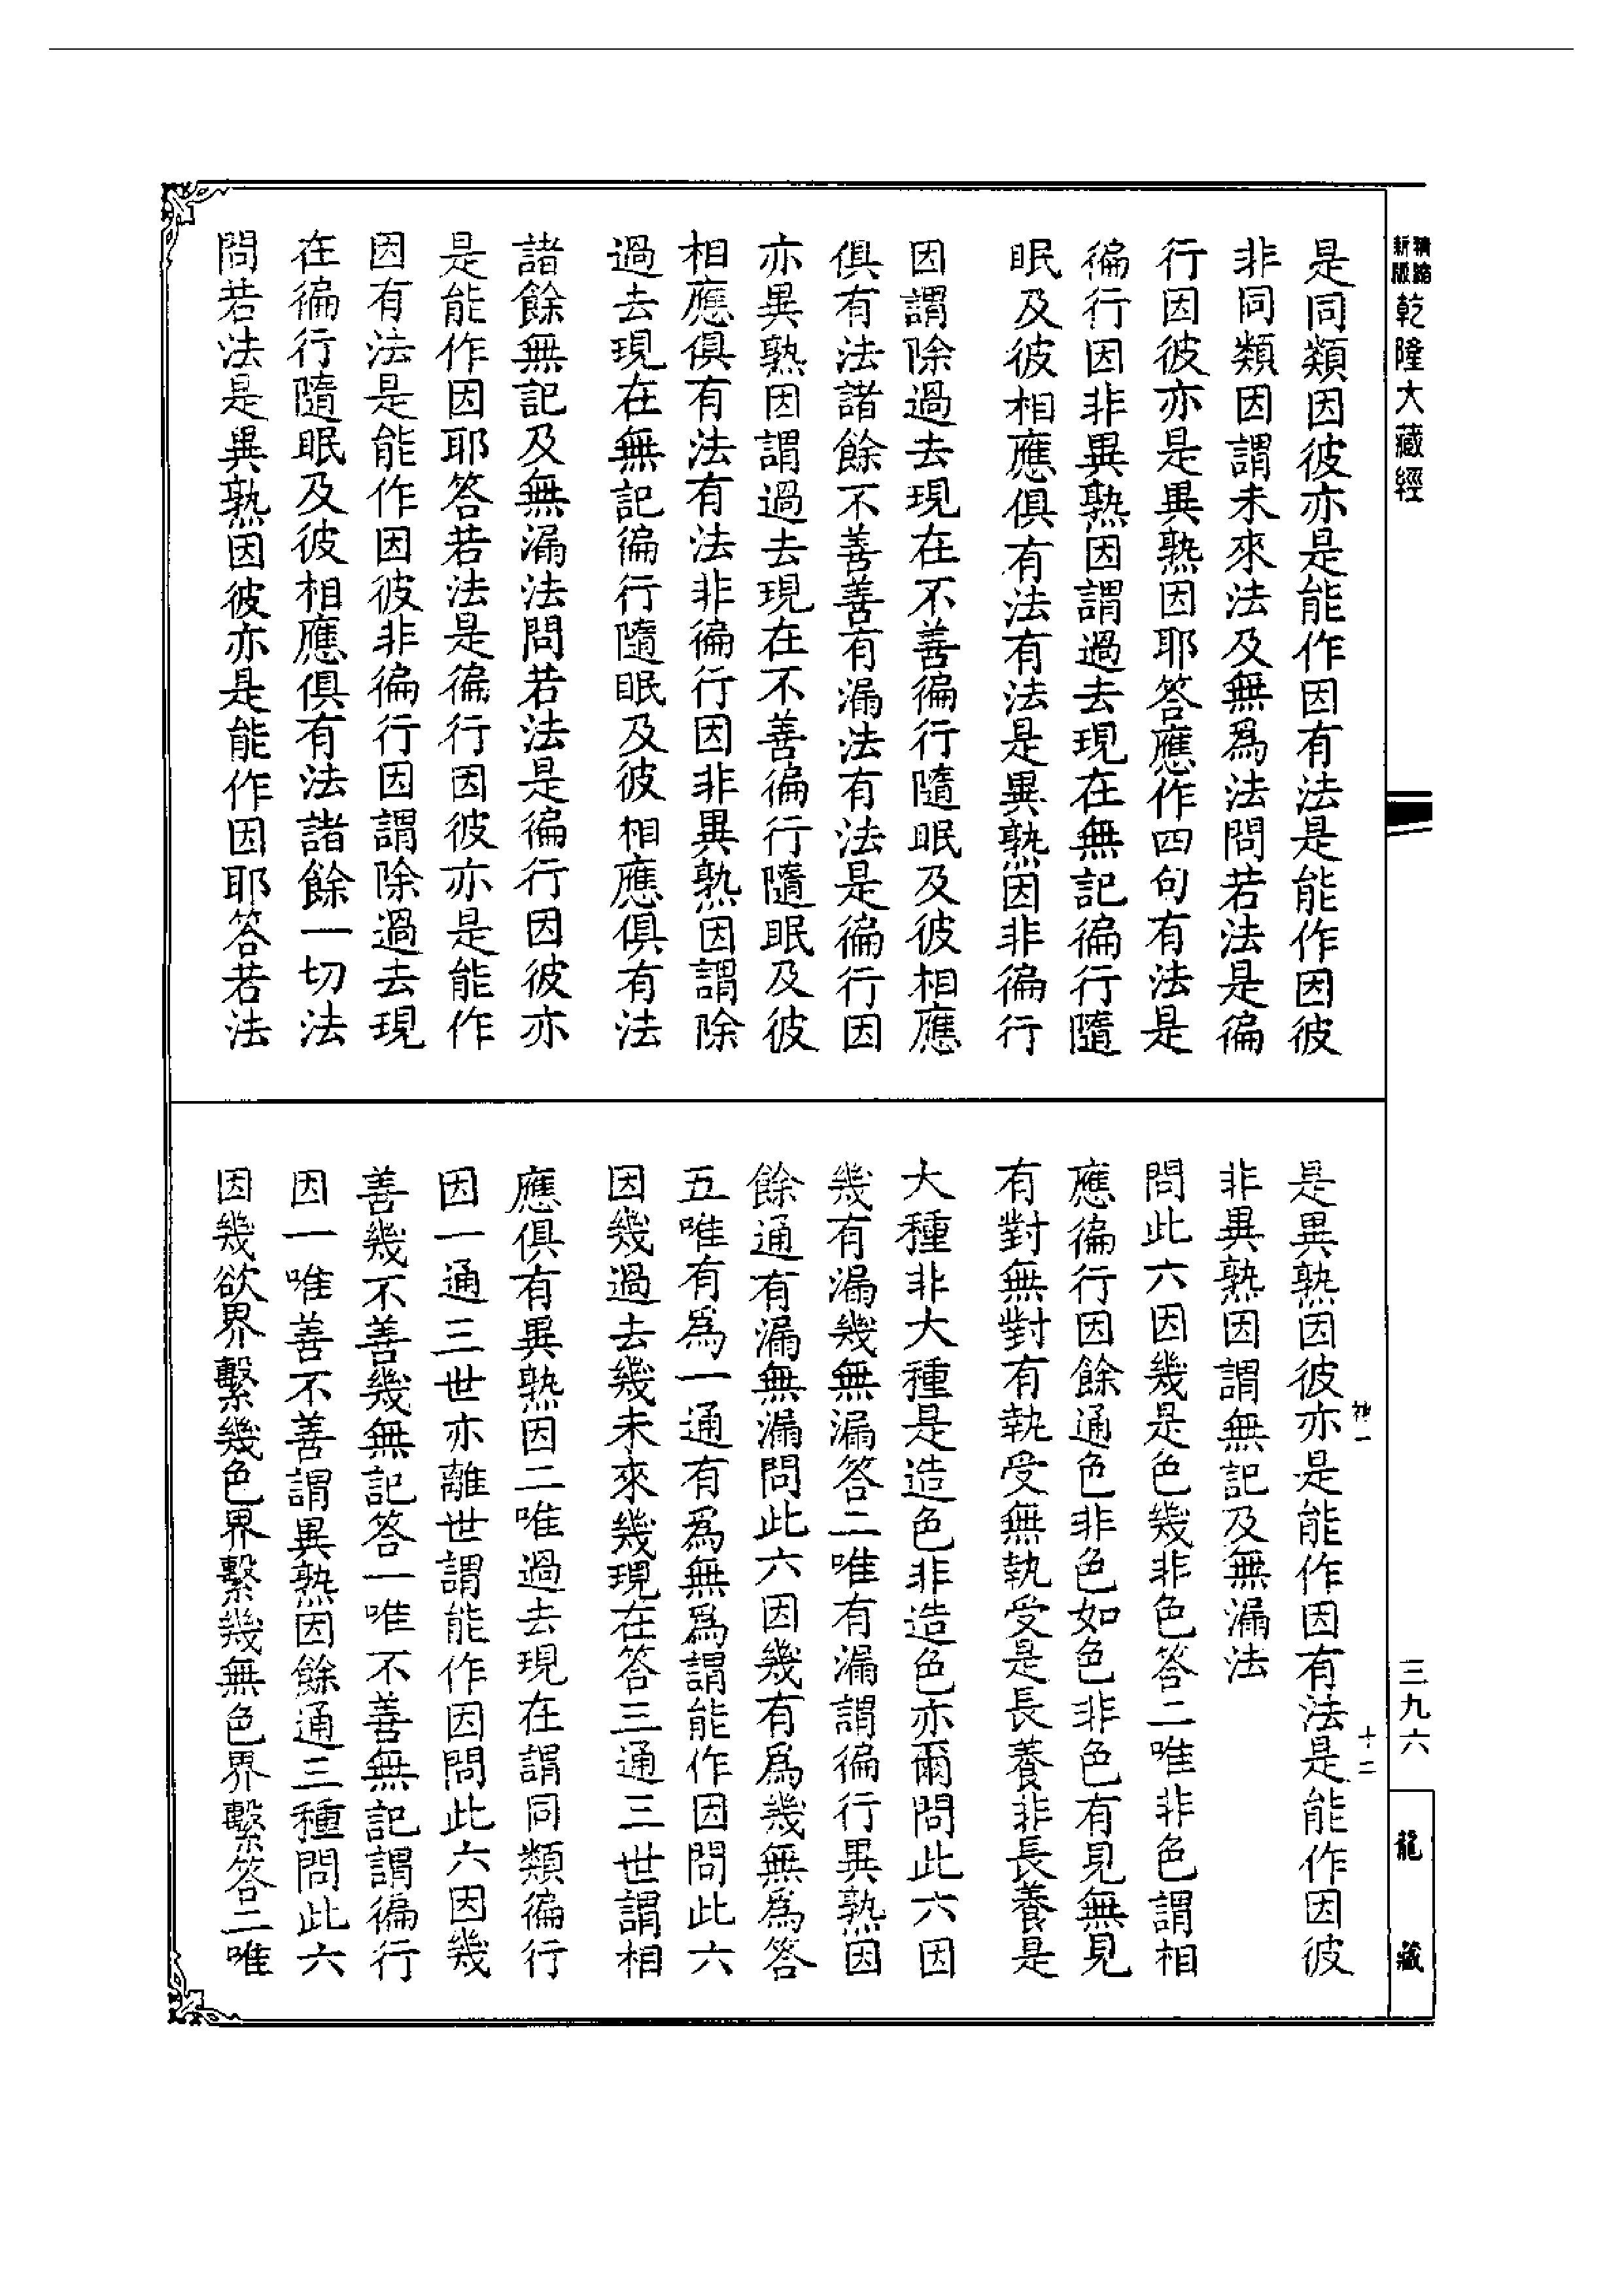 精縮
新版
乾隆大藏經
三九六
龍藏
是同類因彼亦是能作因有法是能作因彼
非同類因謂未來法及無爲法問若法是徧
行因彼亦是異熟因耶答應作四句有法是
徧行因非異熟因謂過去現在無記徧行隨
眠及彼相應俱有法有法是異熟因非徧行
因謂除過去現在不善徧行隨眠及彼相應
俱有法諸餘不善善有漏法有法是徧行因
亦異熟因謂過去現在不善徧行隨眠及彼
相應俱有法有法非徧行因非異熟因謂除
過去現在無記徧行隨眠及彼相應俱有法
諸餘無記及無漏法問若法是徧行因彼亦
是能作因耶答若法是徧行因彼亦是能作
因有法是能作因彼非徧行因謂除過去現
在徧行隨眠及彼相應俱有法諸餘一切法
問若法是異熟因彼亦是能作因耶答若法
神一
十二
是異熟因彼亦是能作因有法是能作因彼
非異熟因謂無記及無漏法
問此六因幾是色幾非色答二唯非色謂相
應徧行因餘通色非色如色非色有見無見
有對無對有執受無執受是長養非長養是
大種非大種是造色非造色亦爾問此六因
幾有漏幾無漏答二唯有漏謂徧行異熟因
餘通有漏無漏問此六因幾有爲幾無爲答
五唯有爲一通有爲無爲謂能作因問此六
因幾過去幾未來幾現在答三通三世謂相
應俱有異熟因二唯過去現在謂同類徧行
因一通三世亦離世謂能作因問此六因幾
善幾不善幾無記答一唯不善無記謂徧行
因一唯善不善謂異熟因餘通三種問此六
因幾欲界繫幾色界繫幾無色界繫答二唯